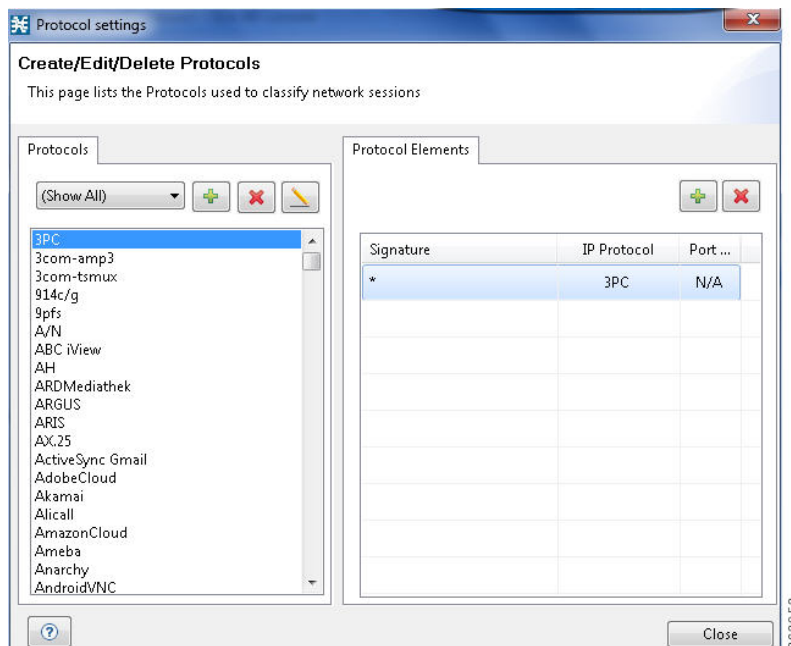 Protocol settings
Create/Edit/Delete Protocols
This page lists the Protocols used to classify network sessions
Protocols
(Show All)
3PC
3com-amp3
3com-tsmux
914c/g
9pfs
A/N
ABC iView
AH
ARDMediathek
ARGUS
ARIS
AX.25
ActiveSync Gmail
AdobeCloud
Akamai
Alicall
AmazonCloud
Ameba
Anarchy
AndroidVNC
Protocol Elements
Signature IP Protocol Port ...
* 3PC N/A
?
Close